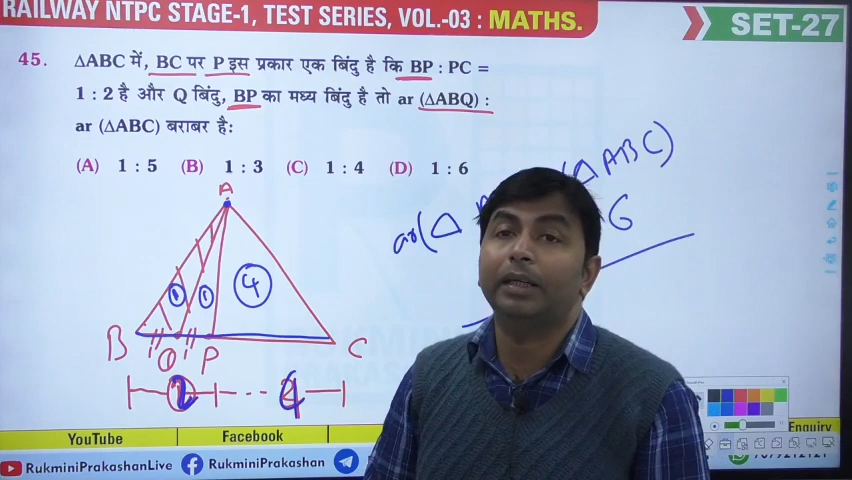 RAILWAY NTPC STAGE-1, TEST SERIES, VOL.-03 : MATHS.
SET-27
45. ΔABC में, BC पर P इस प्रकार एक बिंदु है कि BP : PC =
1 : 2 है और Q बिंदु, BP का मध्य बिंदु है तो ar (ΔABQ) :
ar (ΔABC) बराबर है:
(A) 1 : 5 (B) 1 : 3 (C) 1 : 4 (D) 1 : 6
ar(Δ ΔABC)
6
A
1 1 4
B Q P C
2 4
YouTube Facebook Enquiry
RukminiPrakashanLive RukminiPrakashan